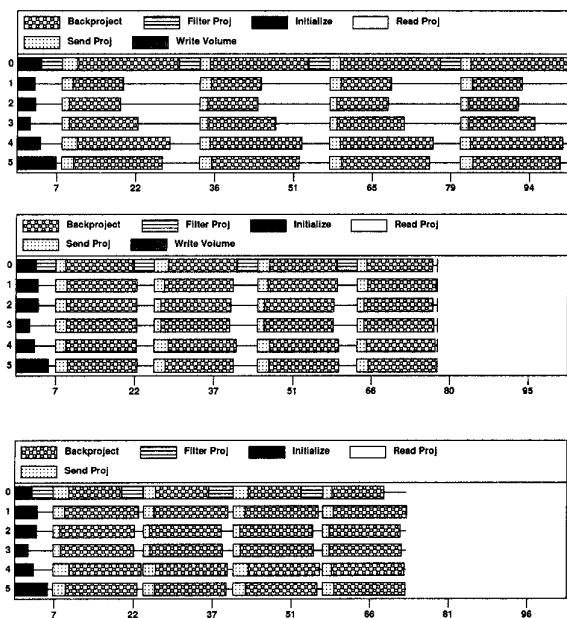 Backproject Filter Proj Initialize Read Proj
Send Proj Write Volume
0
1
2
3
4
5
7 22 36 51 65 79 94
Backproject Filter Proj Initialize Read Proj
Send Proj Write Volume
0
1
2
3
4
5
7 22 37 51 66 80 95
Backproject Filter Proj Initialize Read Proj
Send Proj
0
1
2
3
4
5
7 22 37 51 66 81 96